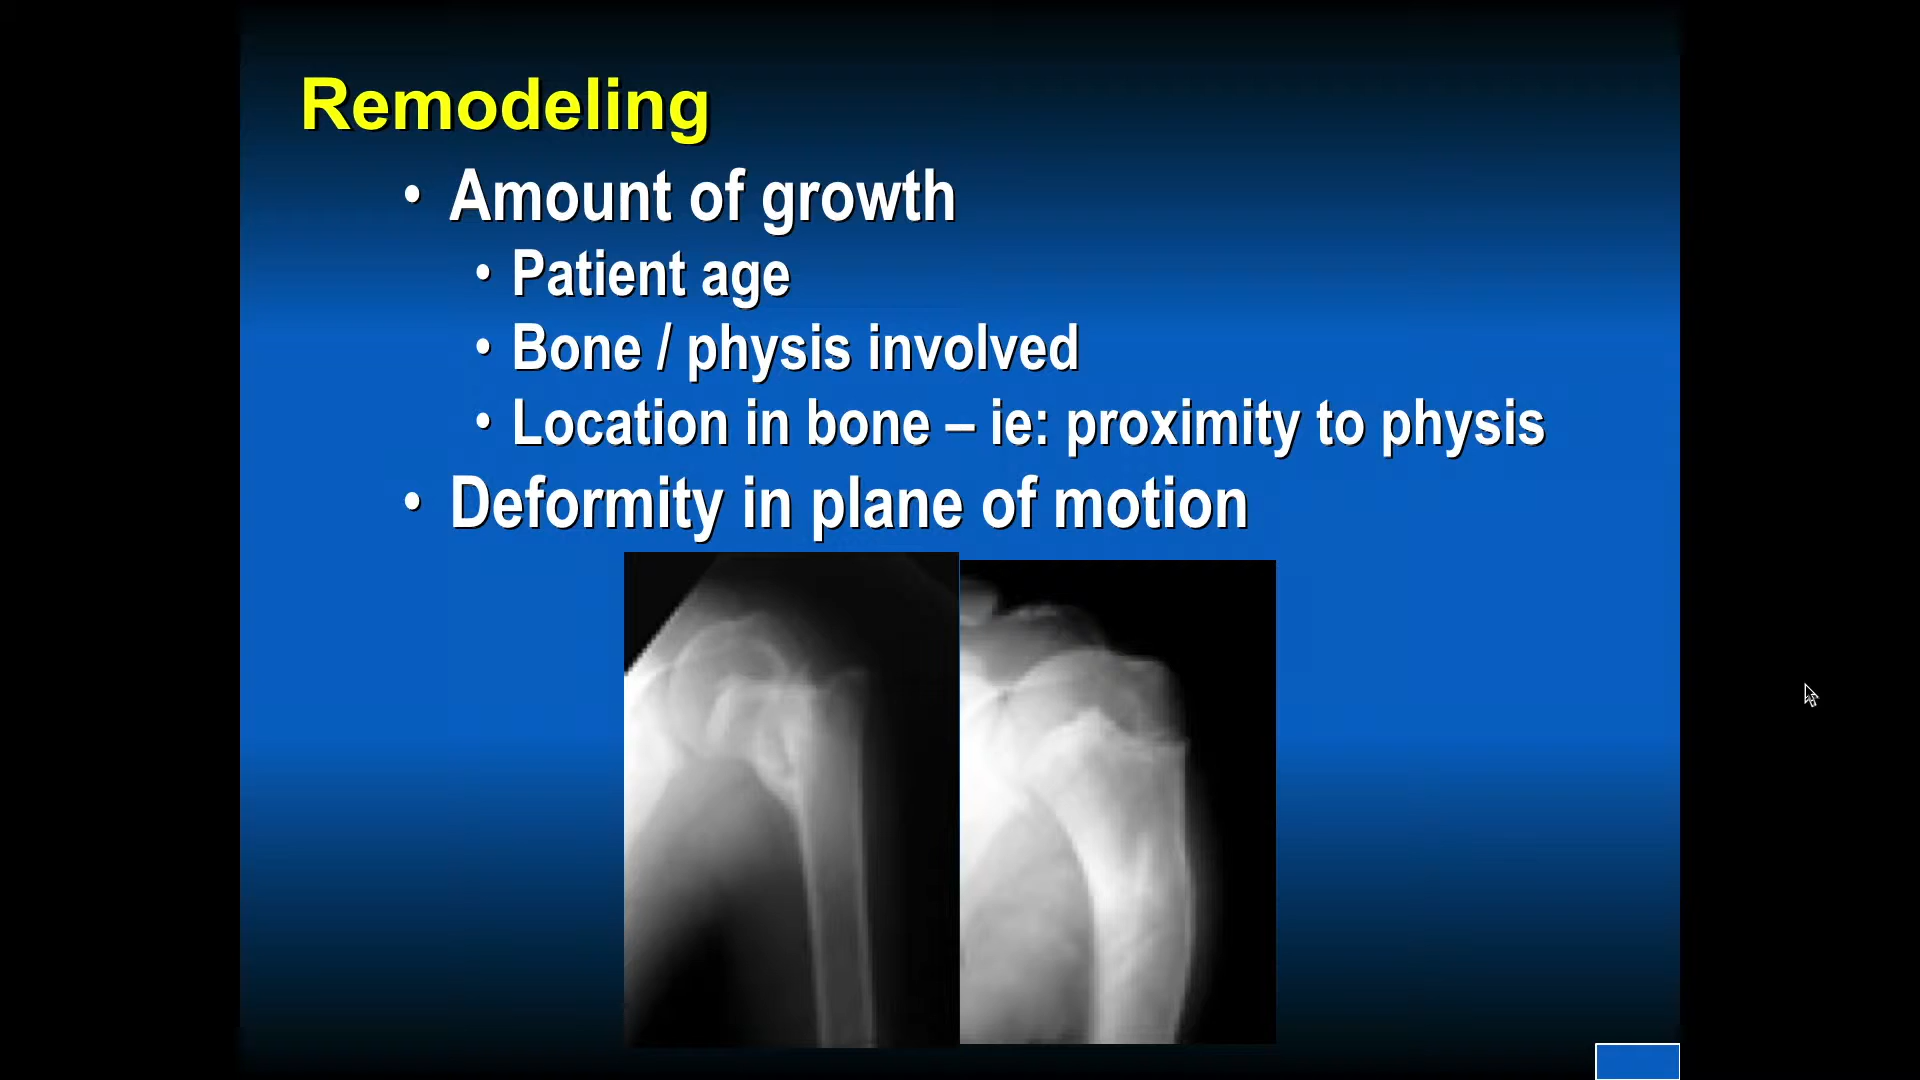 Remodeling
• Amount of growth
• Patient age
• Bone / physis involved
• Location in bone – ie: proximity to physis
• Deformity in plane of motion